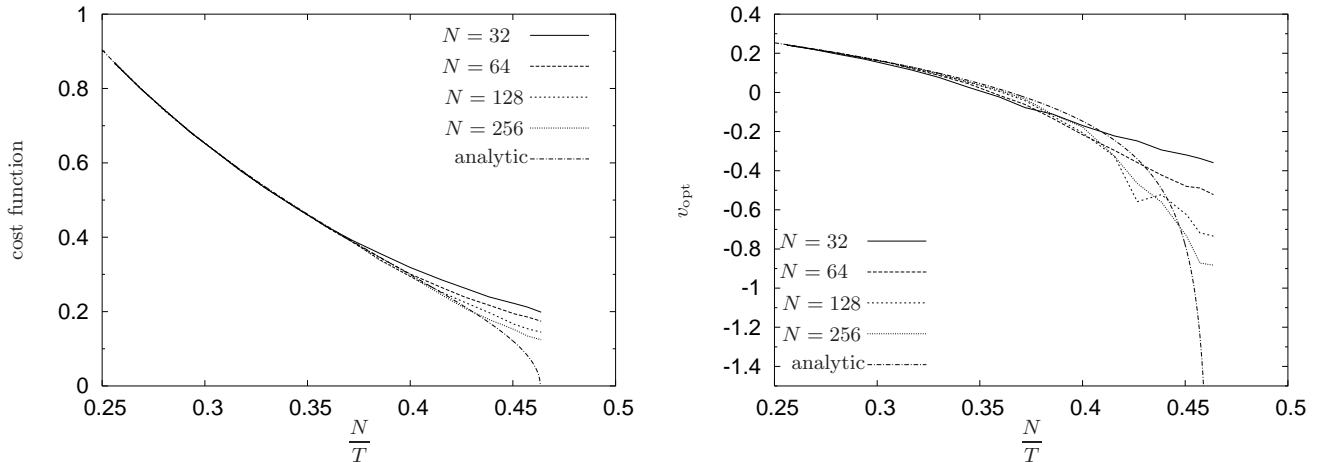 cost function
1
0.8
0.6
0.4
0.2
0
0.25
0.3
0.35
0.4
0.45
0.5
N/T
N = 32
N = 64
N = 128
N = 256
analytic
v_opt
0.4
0.2
0
-0.2
-0.4
-0.6
-0.8
-1
-1.2
-1.4
0.25
0.3
0.35
0.4
0.45
0.5
N/T
N = 32
N = 64
N = 128
N = 256
analytic